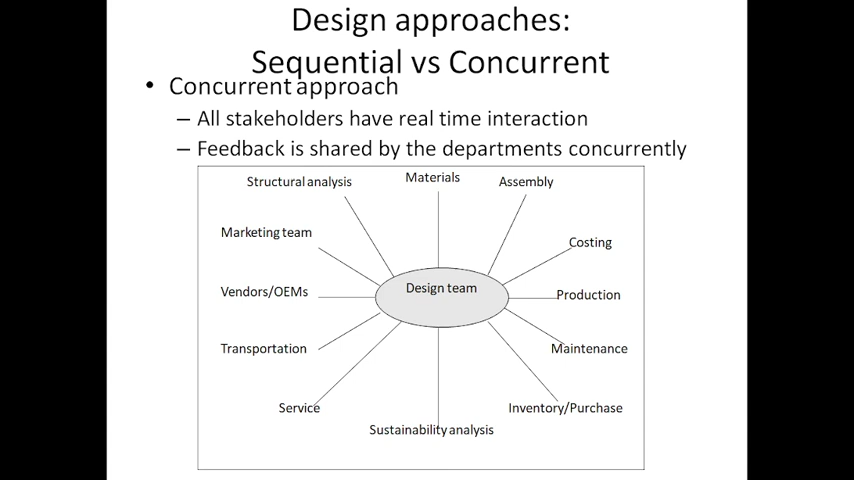 Design approaches:
Sequential vs Concurrent
• Concurrent approach
– All stakeholders have real time interaction
– Feedback is shared by the departments concurrently
Structural analysis
Materials
Assembly
Marketing team
Costing
Vendors/OEMs
Design team
Production
Transportation
Maintenance
Service
Inventory/Purchase
Sustainability analysis